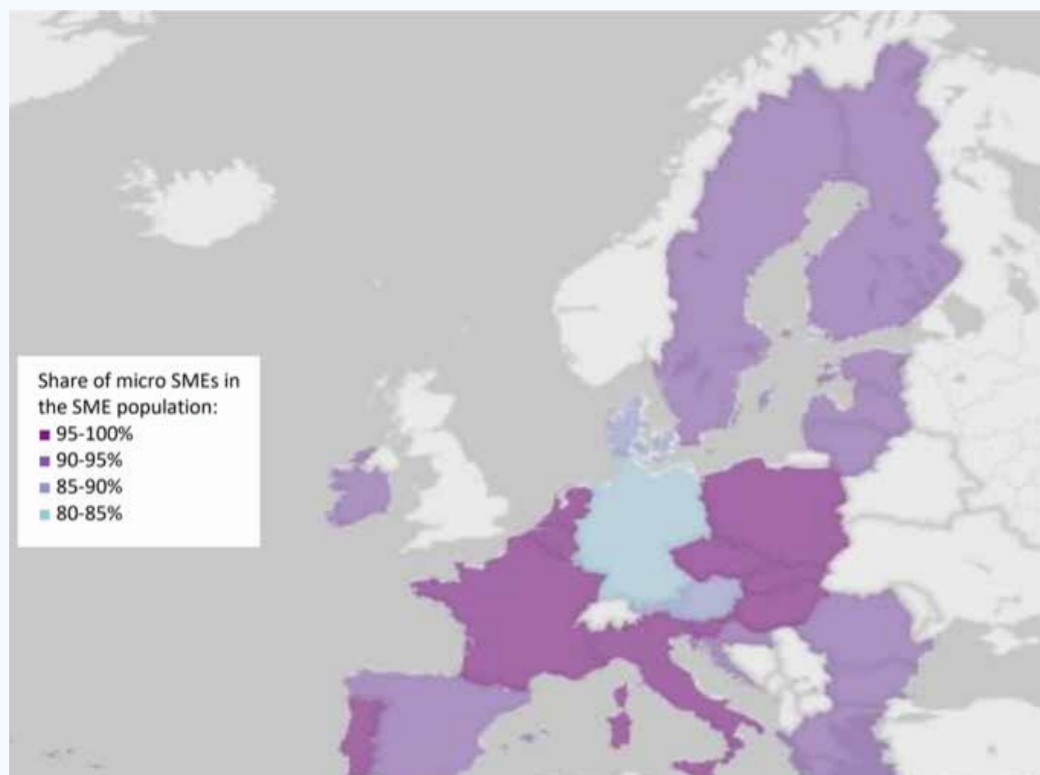 Share of micro SMEs in
the SME population:
95-100%
90-95%
85-90%
80-85%